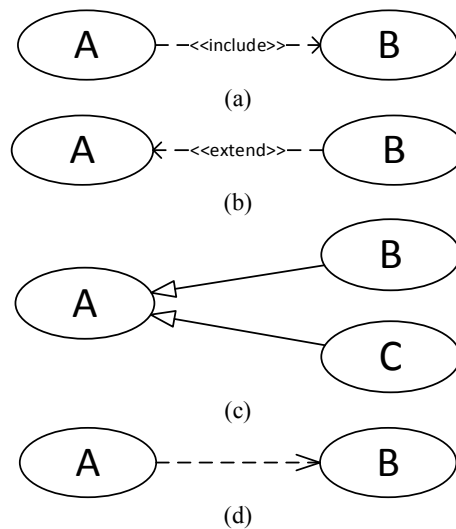 A <<include>> B
(a)
A <<extend>> B
(b)
B
A
C
(c)
A B
(d)